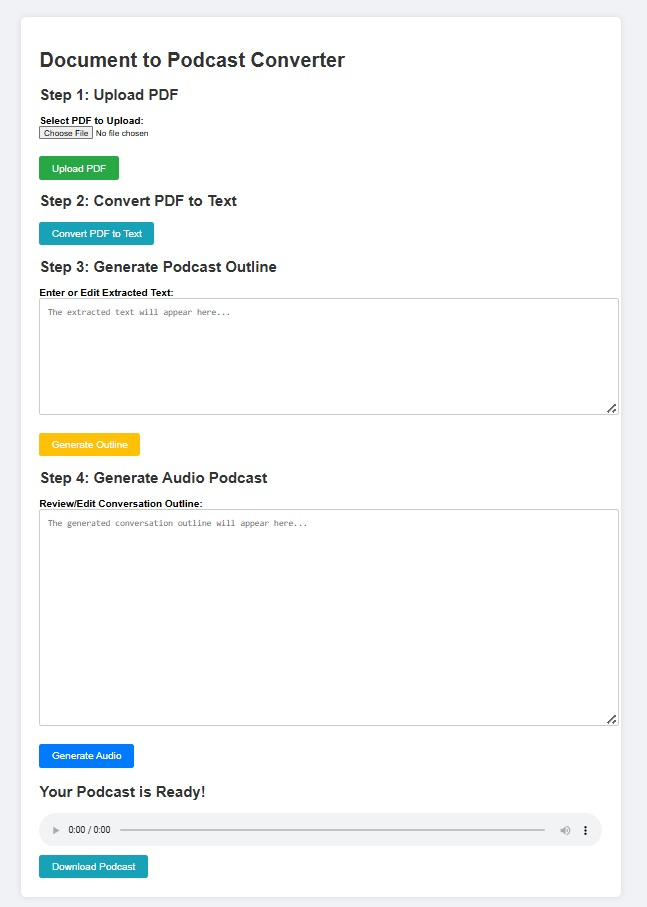 Document to Podcast Converter
Step 1: Upload PDF
Select PDF to Upload:
Choose File No file chosen
Upload PDF
Step 2: Convert PDF to Text
Convert PDF to Text
Step 3: Generate Podcast Outline
Enter or Edit Extracted Text:
The extracted text will appear here...
Generate Outline
Step 4: Generate Audio Podcast
Review/Edit Conversation Outline:
The generated conversation outline will appear here...
Generate Audio
Your Podcast is Ready!
0:00 / 0:00
Download Podcast